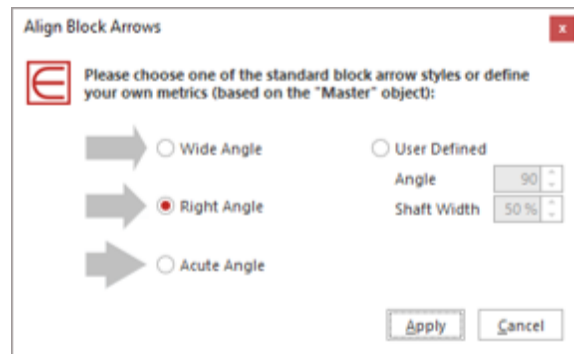 Align Block Arrows
x
Please choose one of the standard block arrow styles or define
your own metrics (based on the "Master" object):
Wide Angle
User Defined
Angle 90
Right Angle
Shaft Width 50 %
Acute Angle
Apply Cancel